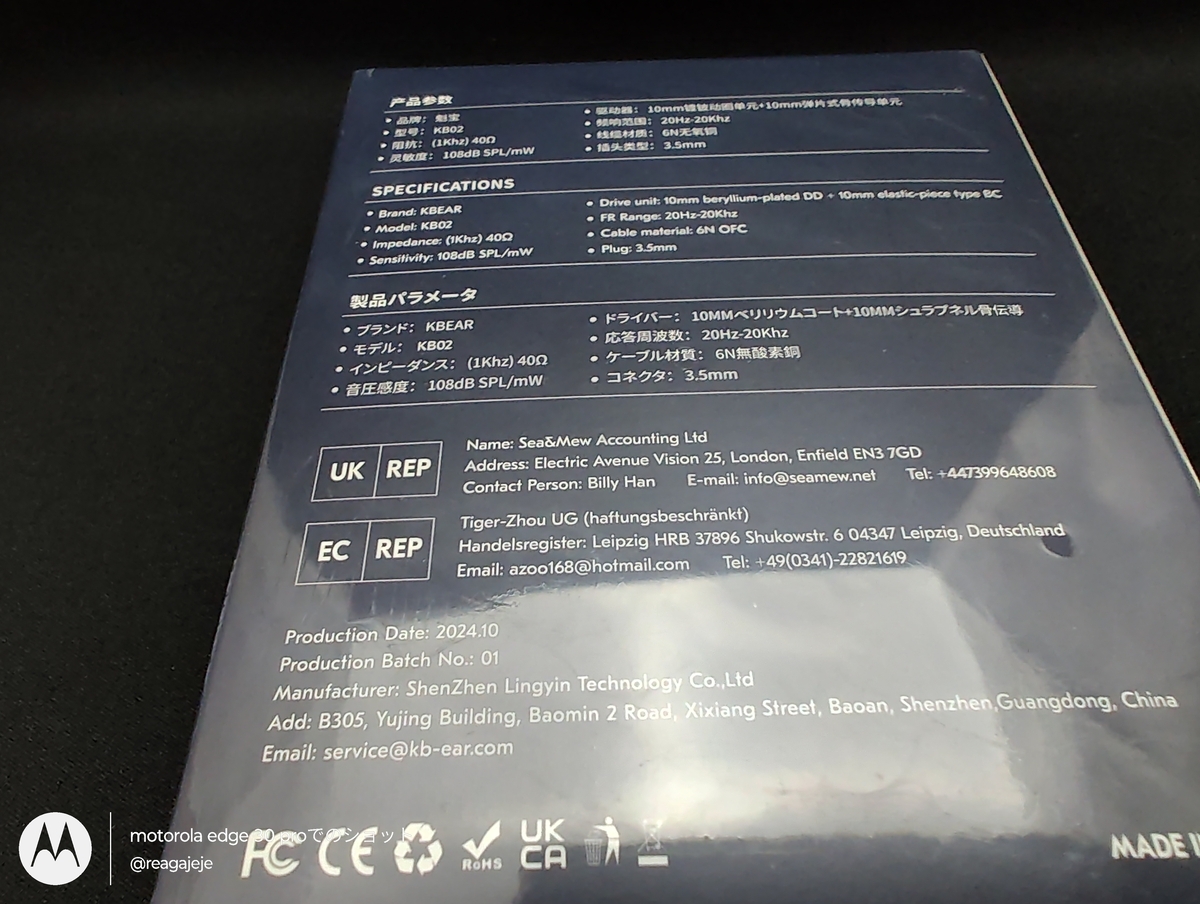 产品参数
• 品牌： 魁宝
• 型号： KB02
• 阻抗： (1Khz) 40Ω
• 灵敏度： 108dB SPL/mW
• 驱动器： 10mm镀铍动圈单元+10mm弹片式骨传导单元
• 频响范围： 20Hz-20Khz
• 线缆材质： 6N无氧铜
• 插头类型： 3.5mm
SPECIFICATIONS
• Brand: KBEAR
• Model: KB02
• Impedance: (1Khz) 40Ω
• Sensitivity: 108dB SPL/mW
• Drive unit: 10mm beryllium-plated DD + 10mm elastic-piece type BC
• FR Range: 20Hz-20Khz
• Cable material: 6N OFC
• Plug: 3.5mm
製品パラメータ
• ブランド： KBEAR
• モデル： KB02
• インピーダンス： (1Khz) 40Ω
• 音圧感度： 108dB SPL/mW
• ドライバー： 10MMベリリウムコート+10MMシュラプネル骨伝導
• 応答周波数： 20Hz-20Khz
• ケーブル材質： 6N無酸素銅
• コネクタ： 3.5mm
UK REP
Name: Sea&Mew Accounting Ltd
Address: Electric Avenue Vision 25, London, Enfield EN3 7GD
Contact Person: Billy Han E-mail: info@seamew.net Tel: +447399648608
EC REP
Tiger-Zhou UG (haftungsbeschränkt)
Handelsregister: Leipzig HRB 37896 Shukowstr. 6 04347 Leipzig, Deutschland
Email: azoo168@hotmail.com Tel: +49(0341)-22821619
Production Date: 2024.10
Production Batch No.: 01
Manufacturer: ShenZhen Lingyin Technology Co.,Ltd
Add: B305, Yujing Building, Baomin 2 Road, Xixiang Street, Baoan, Shenzhen,Guangdong, China
Email: service@kb-ear.com
FC CE RoHS UK CA
MADE I
motorola edge 30 proでのショット
@reagajeje